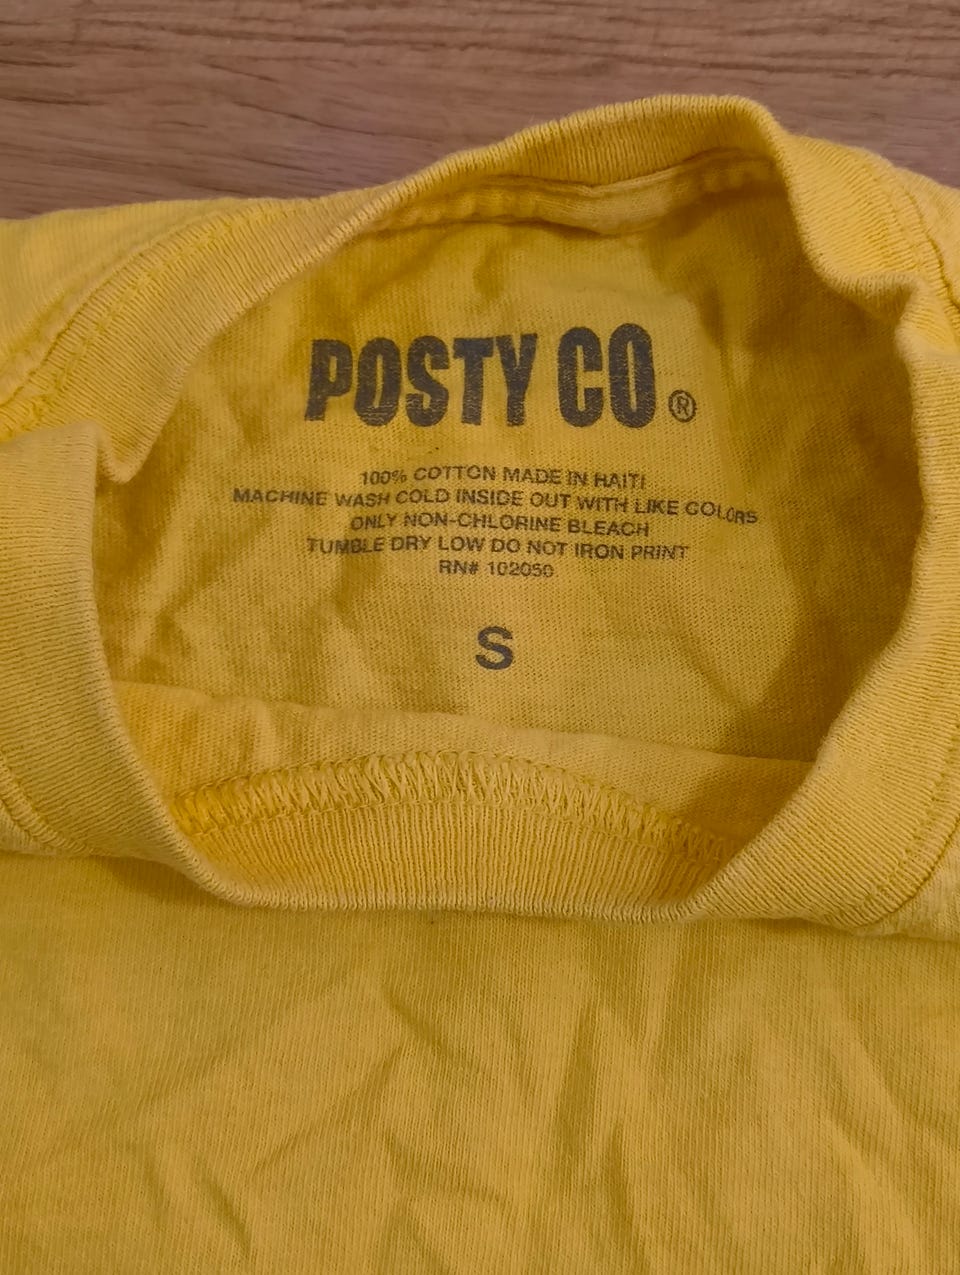 POSTY CO®
100% COTTON MADE IN HAITI
MACHINE WASH COLD INSIDE OUT WITH LIKE COLORS
ONLY NON-CHLORINE BLEACH
TUMBLE DRY LOW DO NOT IRON PRINT
RN# 102050
S